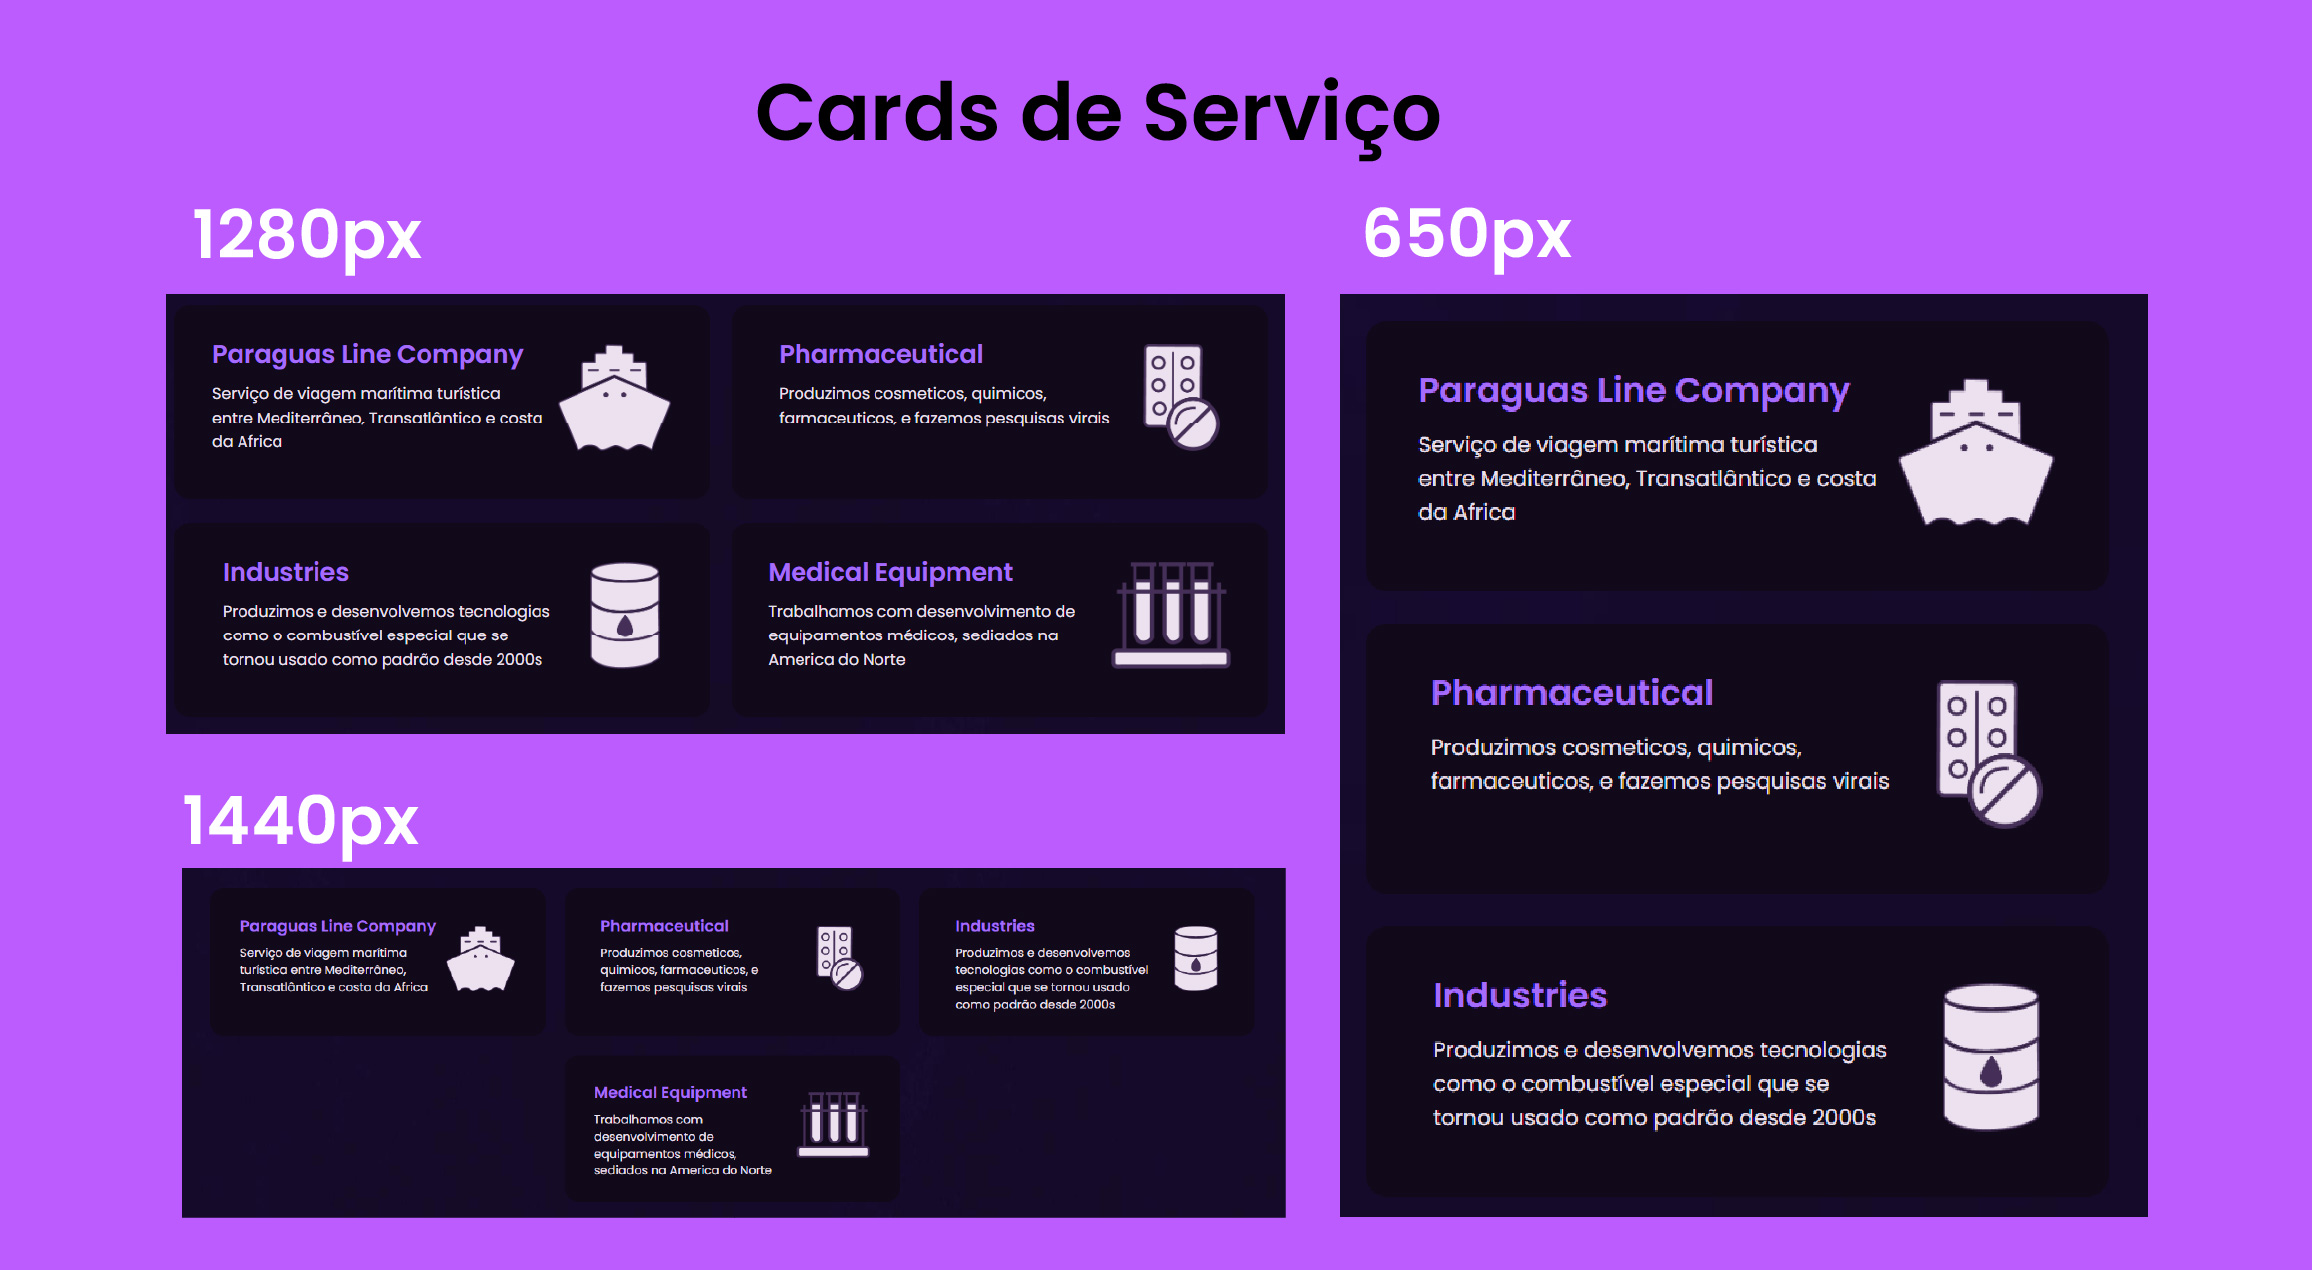 Cards de Serviço
1280px
Paraguas Line Company
Serviço de viagem marítima turística
entre Mediterrâneo, Transatlântico e costa
da Africa
Pharmaceutical
Produzimos cosmeticos, quimicos,
farmaceuticos, e fazemos pesquisas virais
Industries
Produzimos e desenvolvemos tecnologias
como o combustível especial que se
tornou usado como padrão desde 2000s
Medical Equipment
Trabalhamos com desenvolvimento de
equipamentos médicos, sediados na
America do Norte
1440px
Paraguas Line Company
Serviço de viagem marítima
turística entre Mediterrâneo,
Transatlântico e costa da Africa
Pharmaceutical
Produzimos cosmeticos,
quimicos, farmaceuticos, e
fazemos pesquisas virais
Industries
Produzimos e desenvolvemos
tecnologias como o combustível
especial que se tornou usado
como padrão desde 2000s
Medical Equipment
Trabalhamos com
desenvolvimento de
equipamentos médicos,
sediados na America do Norte
650px
Paraguas Line Company
Serviço de viagem marítima turística
entre Mediterrâneo, Transatlântico e costa
da Africa
Pharmaceutical
Produzimos cosmeticos, quimicos,
farmaceuticos, e fazemos pesquisas virais
Industries
Produzimos e desenvolvemos tecnologias
como o combustível especial que se
tornou usado como padrão desde 2000s